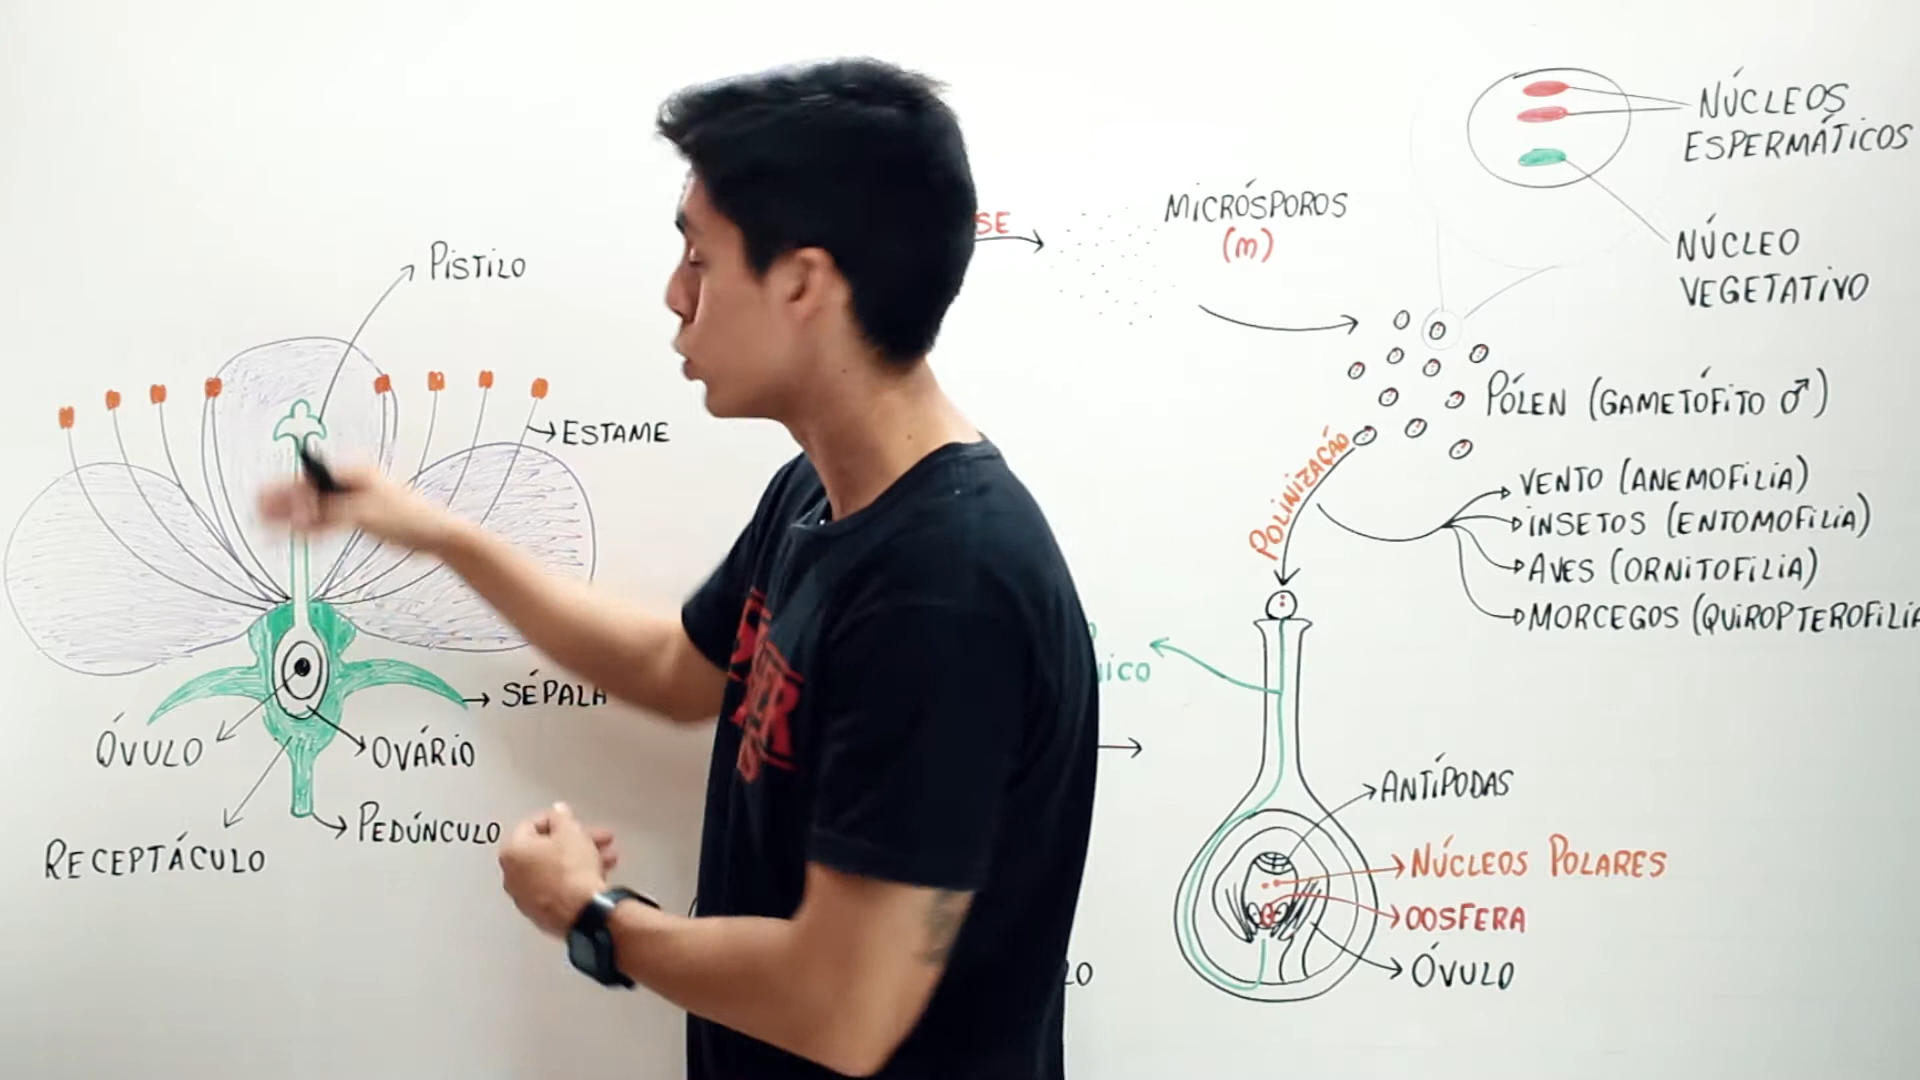 PISTILO
ESTAME
SÉPALA
ÓVULO
OVÁRIO
PEDÚNCULO
RECEPTÁCULO
SE
MICRÓSPOROS
(m)
NÚCLEOS
ESPERMÁTICOS
NÚCLEO
VEGETATIVO
PÓLEN (GAMETÓFITO ♂)
POLINIZAÇÃO
VENTO (ANEMOFILIA)
INSETOS (ENTOMOFILIA)
AVES (ORNITOFILIA)
MORCEGOS (QUIROPTEROFILIA
ICO
ANTÍPODAS
NÚCLEOS POLARES
OOSFERA
ÓVULO
LO